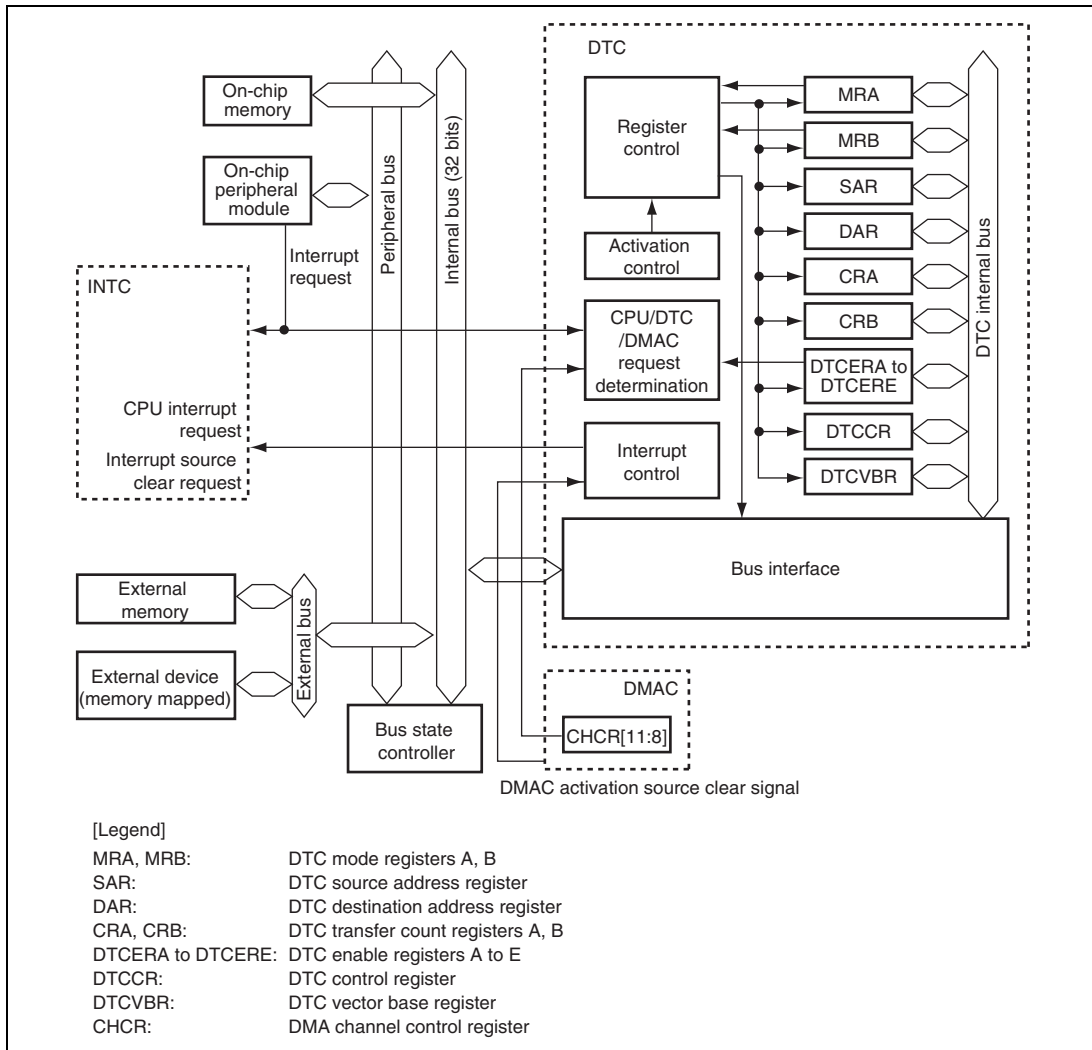 DTC
On-chip
memory
On-chip
peripheral
module
Interrupt
request
Peripheral bus
Internal bus (32 bits)
INTC
CPU interrupt
request
Interrupt source
clear request
Register
control
Activation
control
CPU/DTC
/DMAC
request
determination
Interrupt
control
MRA
MRB
SAR
DAR
CRA
CRB
DTCERA to
DTCERE
DTCCR
DTCVBR
DTC internal bus
Bus interface
External
memory
External device
(memory mapped)
External bus
Bus state
controller
DMAC
CHCR[11:8]
DMAC activation source clear signal
[Legend]
MRA, MRB: DTC mode registers A, B
SAR: DTC source address register
DAR: DTC destination address register
CRA, CRB: DTC transfer count registers A, B
DTCERA to DTCERE: DTC enable registers A to E
DTCCR: DTC control register
DTCVBR: DTC vector base register
CHCR: DMA channel control register